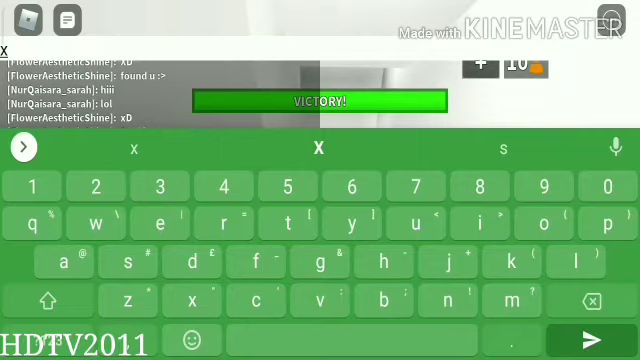 Made with KINEMASTER
X
[FlowerAestheticShine]: XD
[FlowerAestheticShine]: found u :>
[NurQaisara_sarah]: hiii
[NurQaisara_sarah]: lol
[FlowerAestheticShine]: xD
+ 10
VICTORY!
x X s
1 2 3 4 5 6 7 8 9 0
q % w \ e | r = t [ y ] u < i > o { p }
a @ s # d £ f _ g & h - j + k ( l )
z * x " c ' v : b ; n ! m ?
HDTV2011
, .